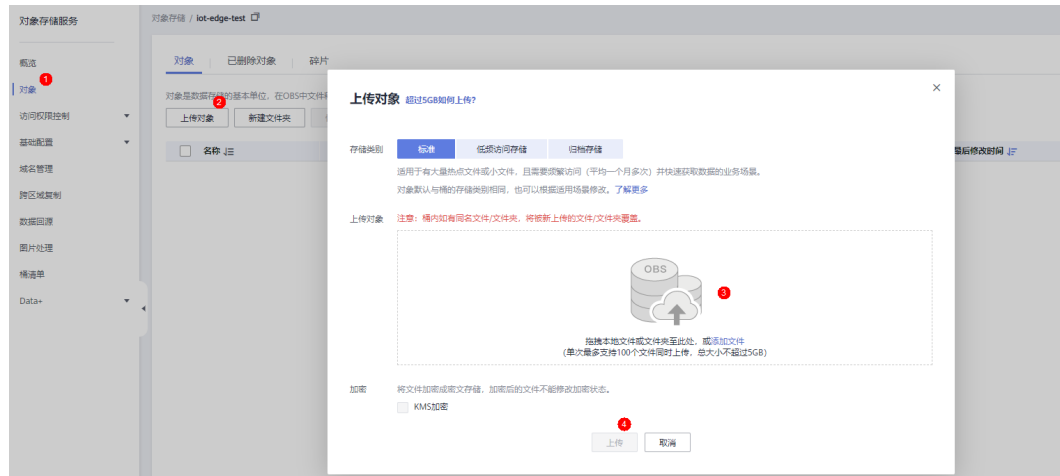 对象存储服务
对象存储 / iot-edge-test
概览
1
对象
访问权限控制
基础配置
域名管理
跨区域复制
数据回源
图片处理
桶清单
Data+
对象
已删除对象
碎片
对象是数据存储的基本单位，在OBS中文件和
2
上传对象
新建文件夹
名称
最后修改时间
上传对象 超过5GB如何上传?
存储类别
标准
低频访问存储
归档存储
适用于有大量热点文件或小文件，且需要频繁访问（平均一个月多次）并快速获取数据的业务场景。
对象默认与桶的存储类别相同，也可以根据适用场景修改。了解更多
上传对象
注意：桶内如有同名文件/文件夹，将被新上传的文件/文件夹覆盖。
OBS
3
拖拽本地文件或文件夹至此处，或添加文件
(单次最多支持100个文件同时上传，总大小不超过5GB)
加密
将文件加密成密文存储，加密后的文件不能修改加密状态。
KMS加密
4
上传
取消